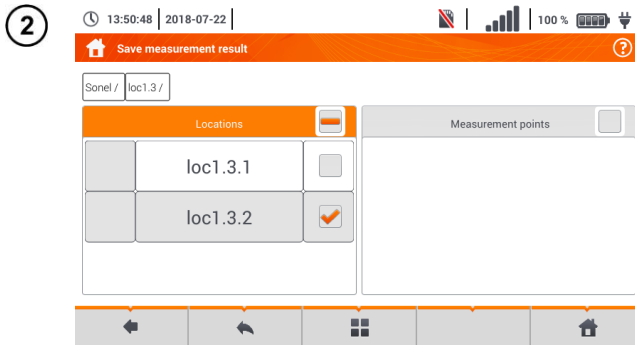 2
13:50:48 2018-07-22 100 %
Save measurement result ?
Sonel / loc1.3 /
Locations Measurement points
loc1.3.1
loc1.3.2